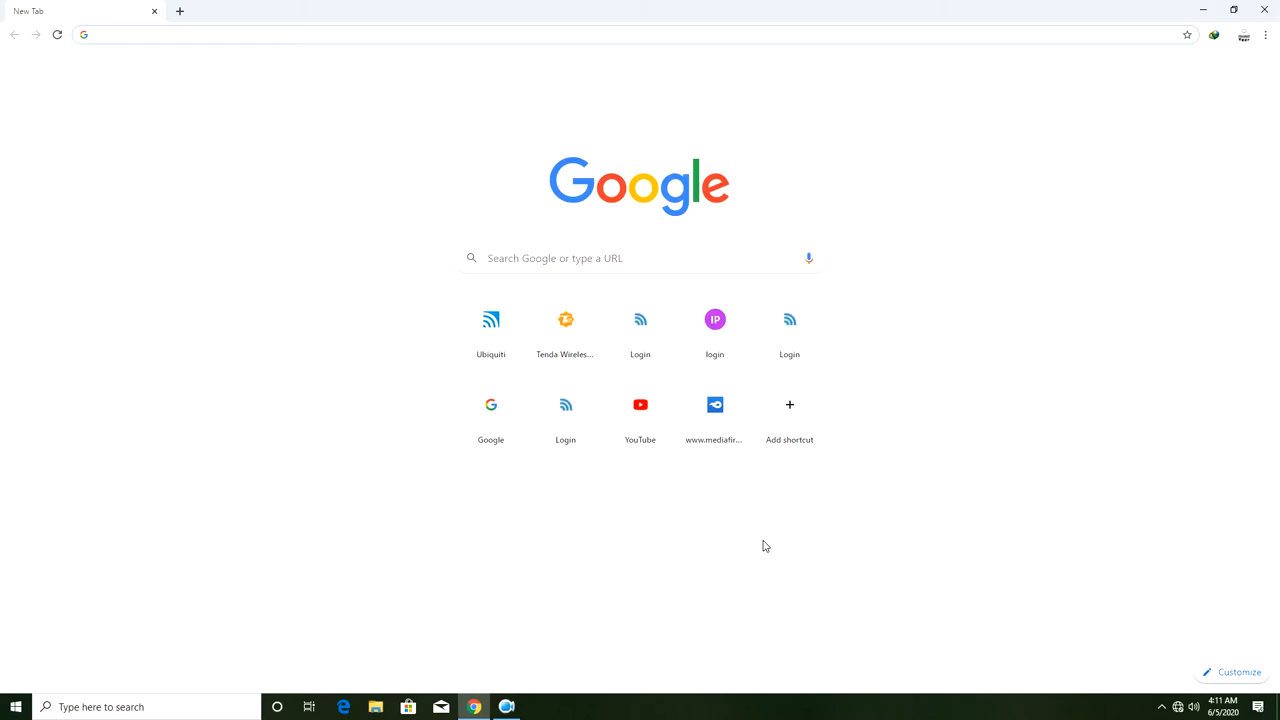 New Tab
Google
Search Google or type a URL
IP
Ubiquiti
Tenda Wireles...
Login
login
Login
Google
Login
YouTube
www.mediafir...
Add shortcut
Customize
Type here to search
4:11 AM
6/5/2020